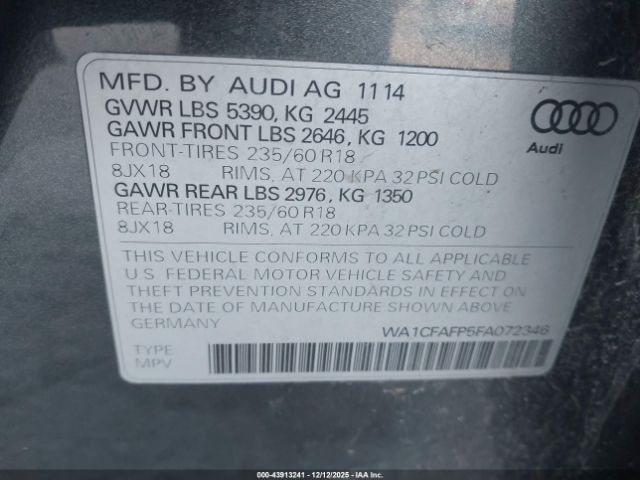 MFD. BY AUDI AG 11 14
GVWR LBS 5390, KG 2445
GAWR FRONT LBS 2646, KG 1200
FRONT-TIRES 235/60 R18
8JX18 RIMS, AT 220 KPA 32 PSI COLD
GAWR REAR LBS 2976, KG 1350
REAR-TIRES 235/60 R18
8JX18 RIMS, AT 220 KPA 32 PSI COLD
Audi
THIS VEHICLE CONFORMS TO ALL APPLICABLE
U.S. FEDERAL MOTOR VEHICLE SAFETY AND
THEFT PREVENTION STANDARDS IN EFFECT ON
THE DATE OF MANUFACTURE SHOWN ABOVE
GERMANY
WA1CFAFP5FA072346
TYPE:
MPV
000-43913241 - 12/12/2025 - IAAI.com